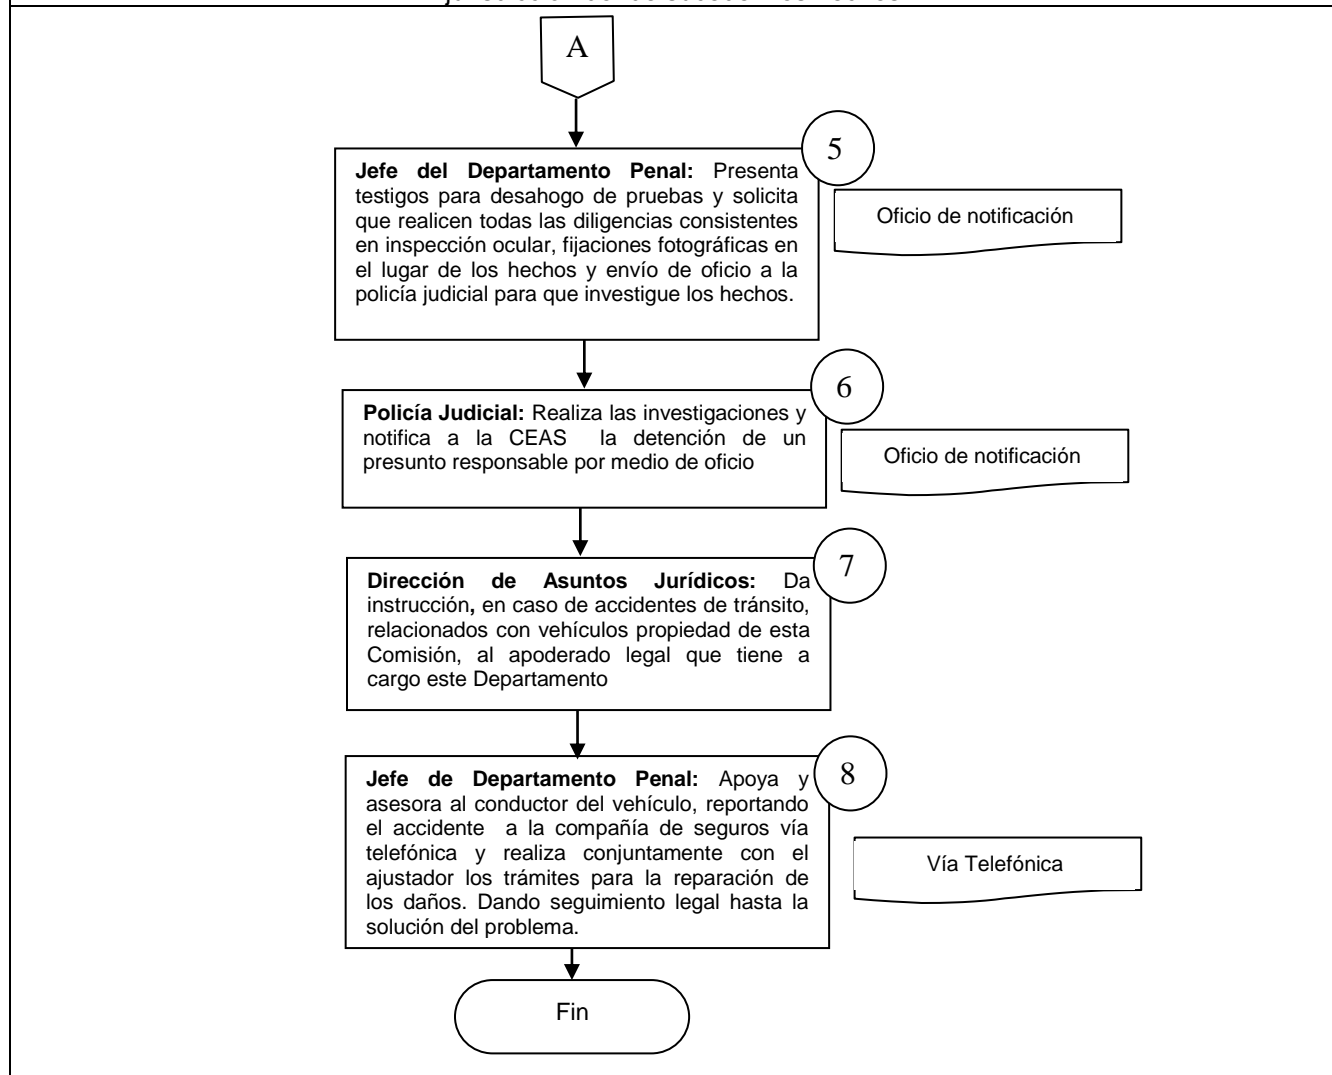 A
5
Jefe del Departamento Penal: Presenta
testigos para desahogo de pruebas y solicita
que realicen todas las diligencias consistentes
en inspección ocular, fijaciones fotográficas en
el lugar de los hechos y envío de oficio a la
policía judicial para que investigue los hechos.
Oficio de notificación
6
Policía Judicial: Realiza las investigaciones y
notifica a la CEAS la detención de un
presunto responsable por medio de oficio
Oficio de notificación
7
Dirección de Asuntos Jurídicos: Da
instrucción, en caso de accidentes de tránsito,
relacionados con vehículos propiedad de esta
Comisión, al apoderado legal que tiene a
cargo este Departamento
8
Jefe de Departamento Penal: Apoya y
asesora al conductor del vehículo, reportando
el accidente a la compañía de seguros vía
telefónica y realiza conjuntamente con el
ajustador los trámites para la reparación de
los daños. Dando seguimiento legal hasta la
solución del problema.
Vía Telefónica
Fin